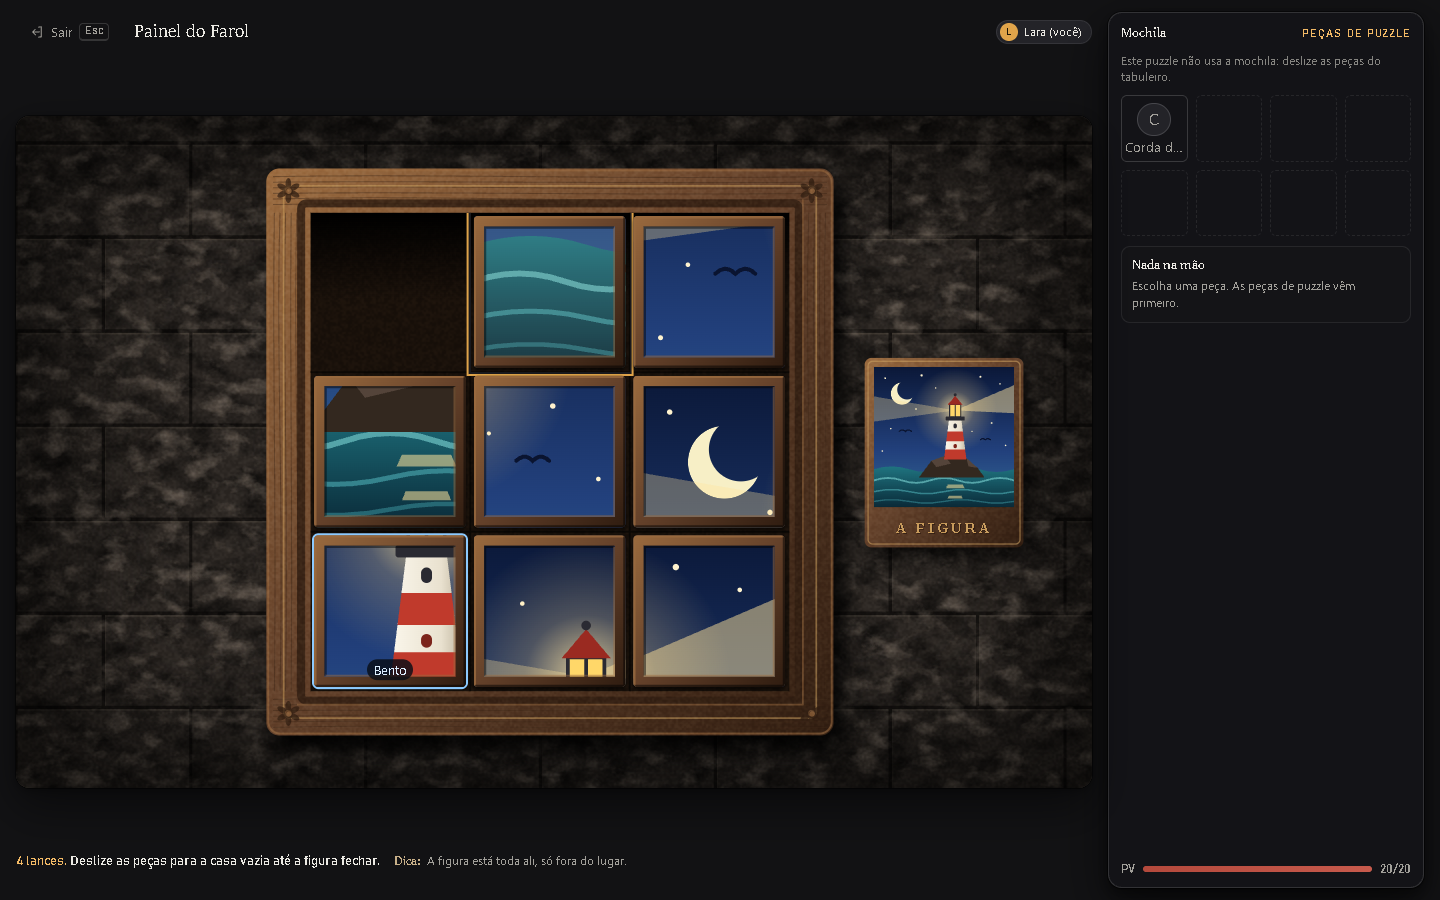 Sair Esc
Painel do Farol
L Lara (você)
Mochila
PEÇAS DE PUZZLE
Este puzzle não usa a mochila: deslize as peças do
tabuleiro.
C
Corda d...
Nada na mão
Escolha uma peça. As peças de puzzle vêm
primeiro.
A FIGURA
Bento
4 lances. Deslize as peças para a casa vazia até a figura fechar. Dica: A figura está toda ali, só fora do lugar.
PV 20/20